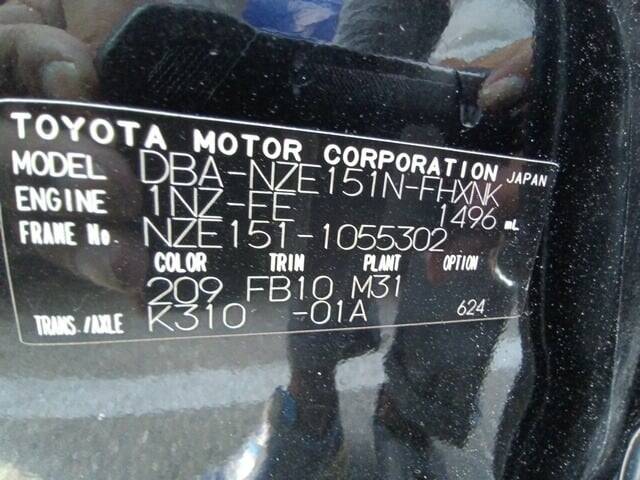 TOYOTA MOTOR CORPORATION JAPAN
MODEL DBA-NZE151N-FHXNK
ENGINE 1NZ-FE 1496 mL
FRAME No. NZE151-1055302
COLOR TRIM PLANT OPTION
209 FB10 M31
TRANS./AXLE K310 -01A 624